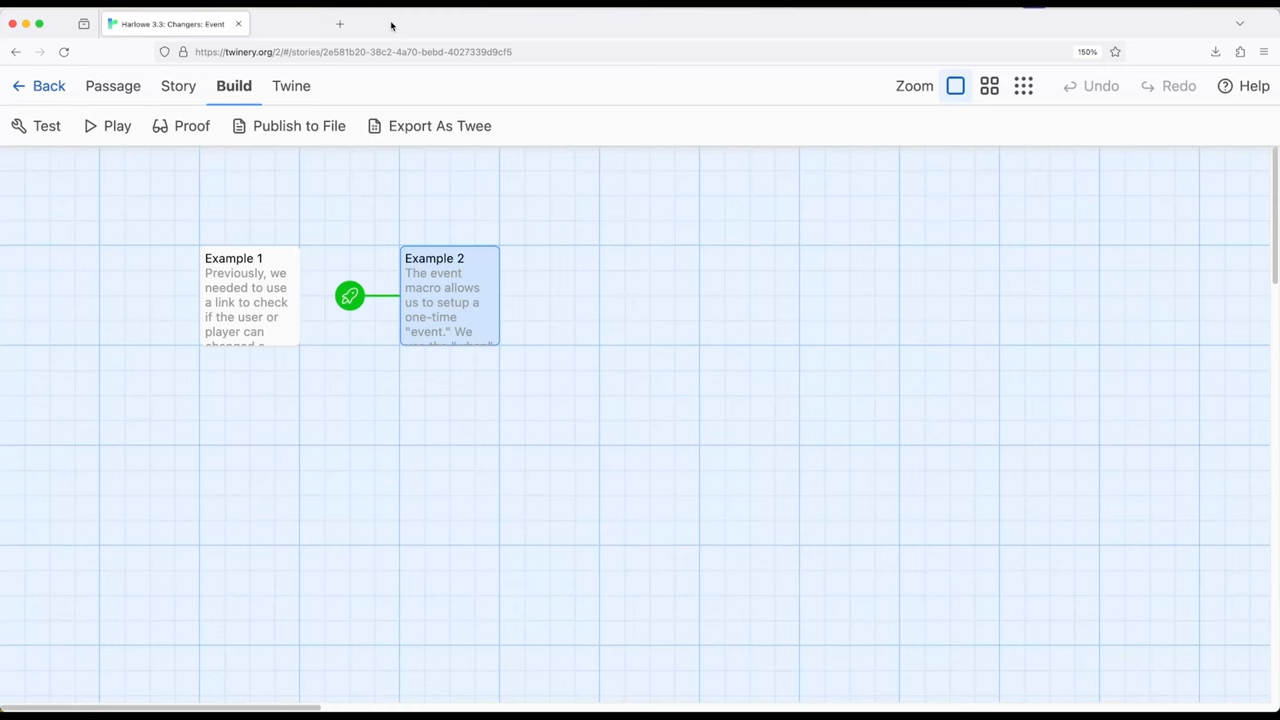 Harlowe 3.3: Changers: Event
https://twinery.org/2/#/stories/2e581b20-38c2-4a70-bebd-4027339d9cf5
150%
Back
Passage
Story
Build
Twine
Zoom
Undo
Redo
Help
Test
Play
Proof
Publish to File
Export As Twee
Example 1
Previously, we
needed to use
a link to check
if the user or
player can
changed a
Example 2
The event
macro allows
us to setup a
one-time
"event." We